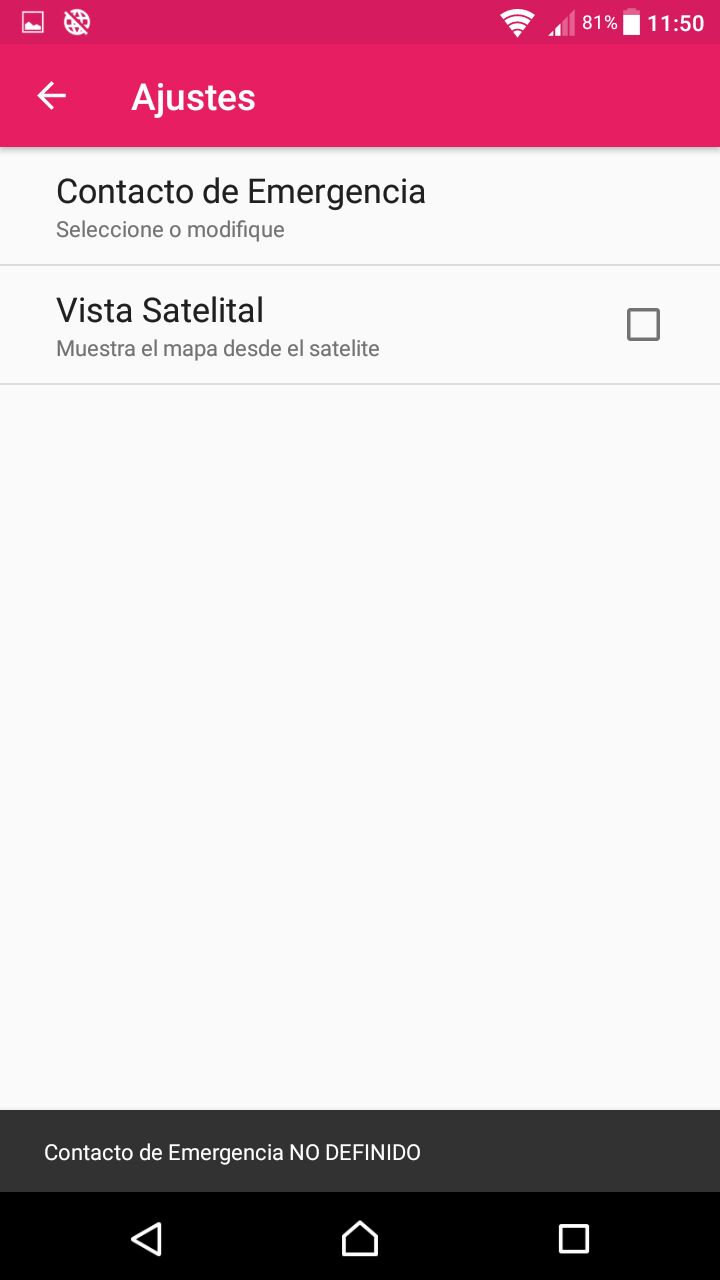 81% 11:50
Ajustes
Contacto de Emergencia
Seleccione o modifique
Vista Satelital
Muestra el mapa desde el satelite
Contacto de Emergencia NO DEFINIDO